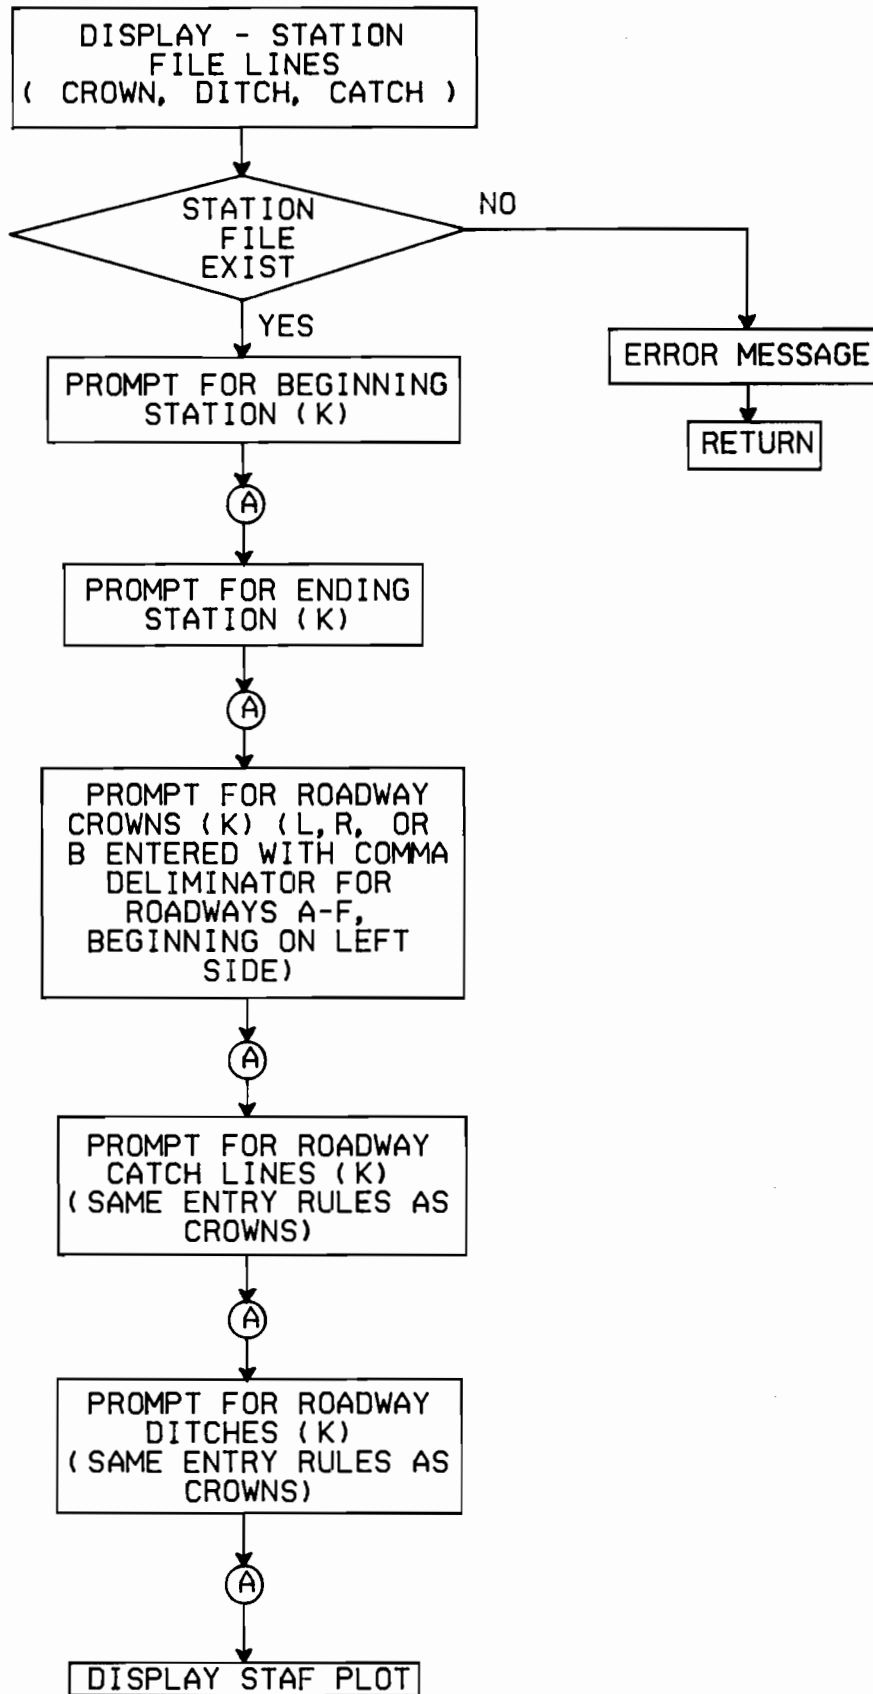 DISPLAY - STATION
FILE LINES
( CROWN, DITCH, CATCH )
STATION
FILE
EXIST
NO
YES
ERROR MESSAGE
RETURN
PROMPT FOR BEGINNING
STATION (K)
A
PROMPT FOR ENDING
STATION (K)
A
PROMPT FOR ROADWAY
CROWNS (K) (L,R, OR
B ENTERED WITH COMMA
DELIMINATOR FOR
ROADWAYS A-F,
BEGINNING ON LEFT
SIDE)
A
PROMPT FOR ROADWAY
CATCH LINES (K)
(SAME ENTRY RULES AS
CROWNS)
A
PROMPT FOR ROADWAY
DITCHES (K)
(SAME ENTRY RULES AS
CROWNS)
A
DISPLAY STAF PLOT